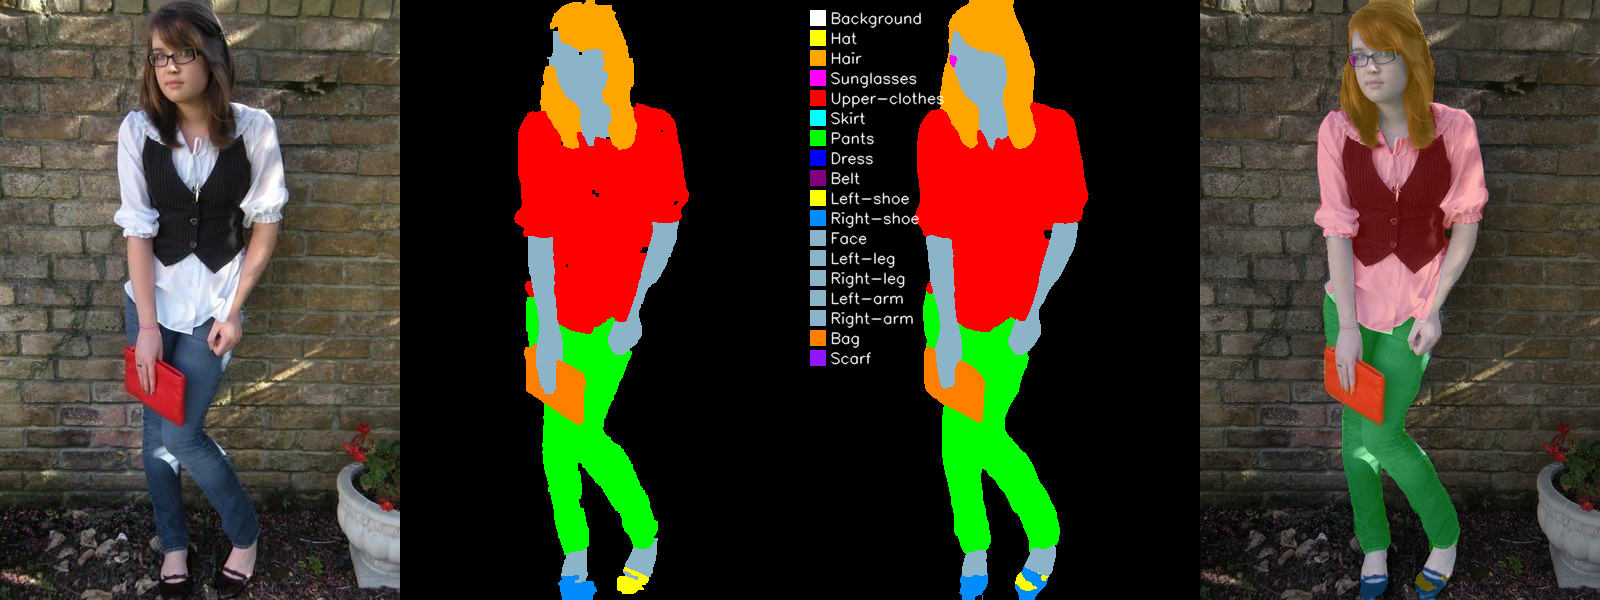 Background
Hat
Hair
Sunglasses
Upper-clothes
Skirt
Pants
Dress
Belt
Left-shoe
Right-shoe
Face
Left-leg
Right-leg
Left-arm
Right-arm
Bag
Scarf